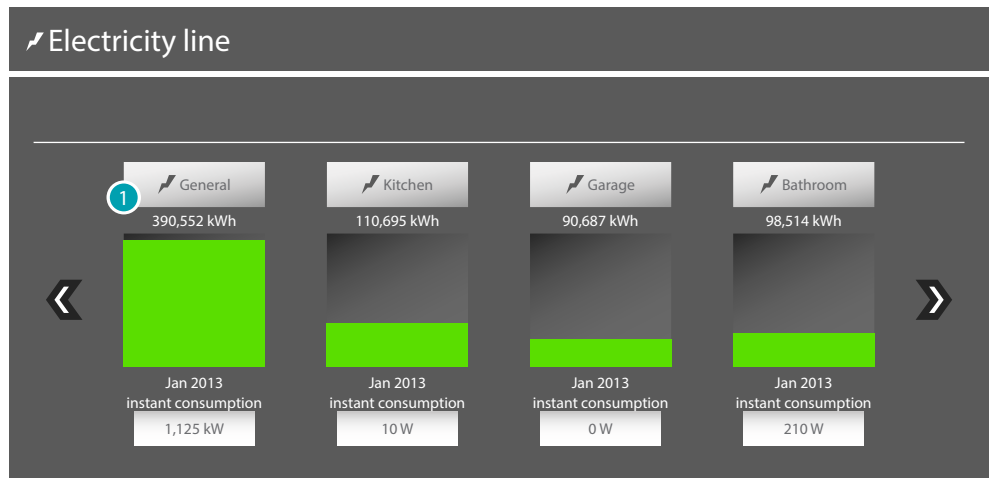 Electricity line
General
Kitchen
Garage
Bathroom
1
390,552 kWh
110,695 kWh
90,687 kWh
98,514 kWh
Jan 2013
instant consumption
1,125 kW
Jan 2013
instant consumption
10 W
Jan 2013
instant consumption
0 W
Jan 2013
instant consumption
210 W